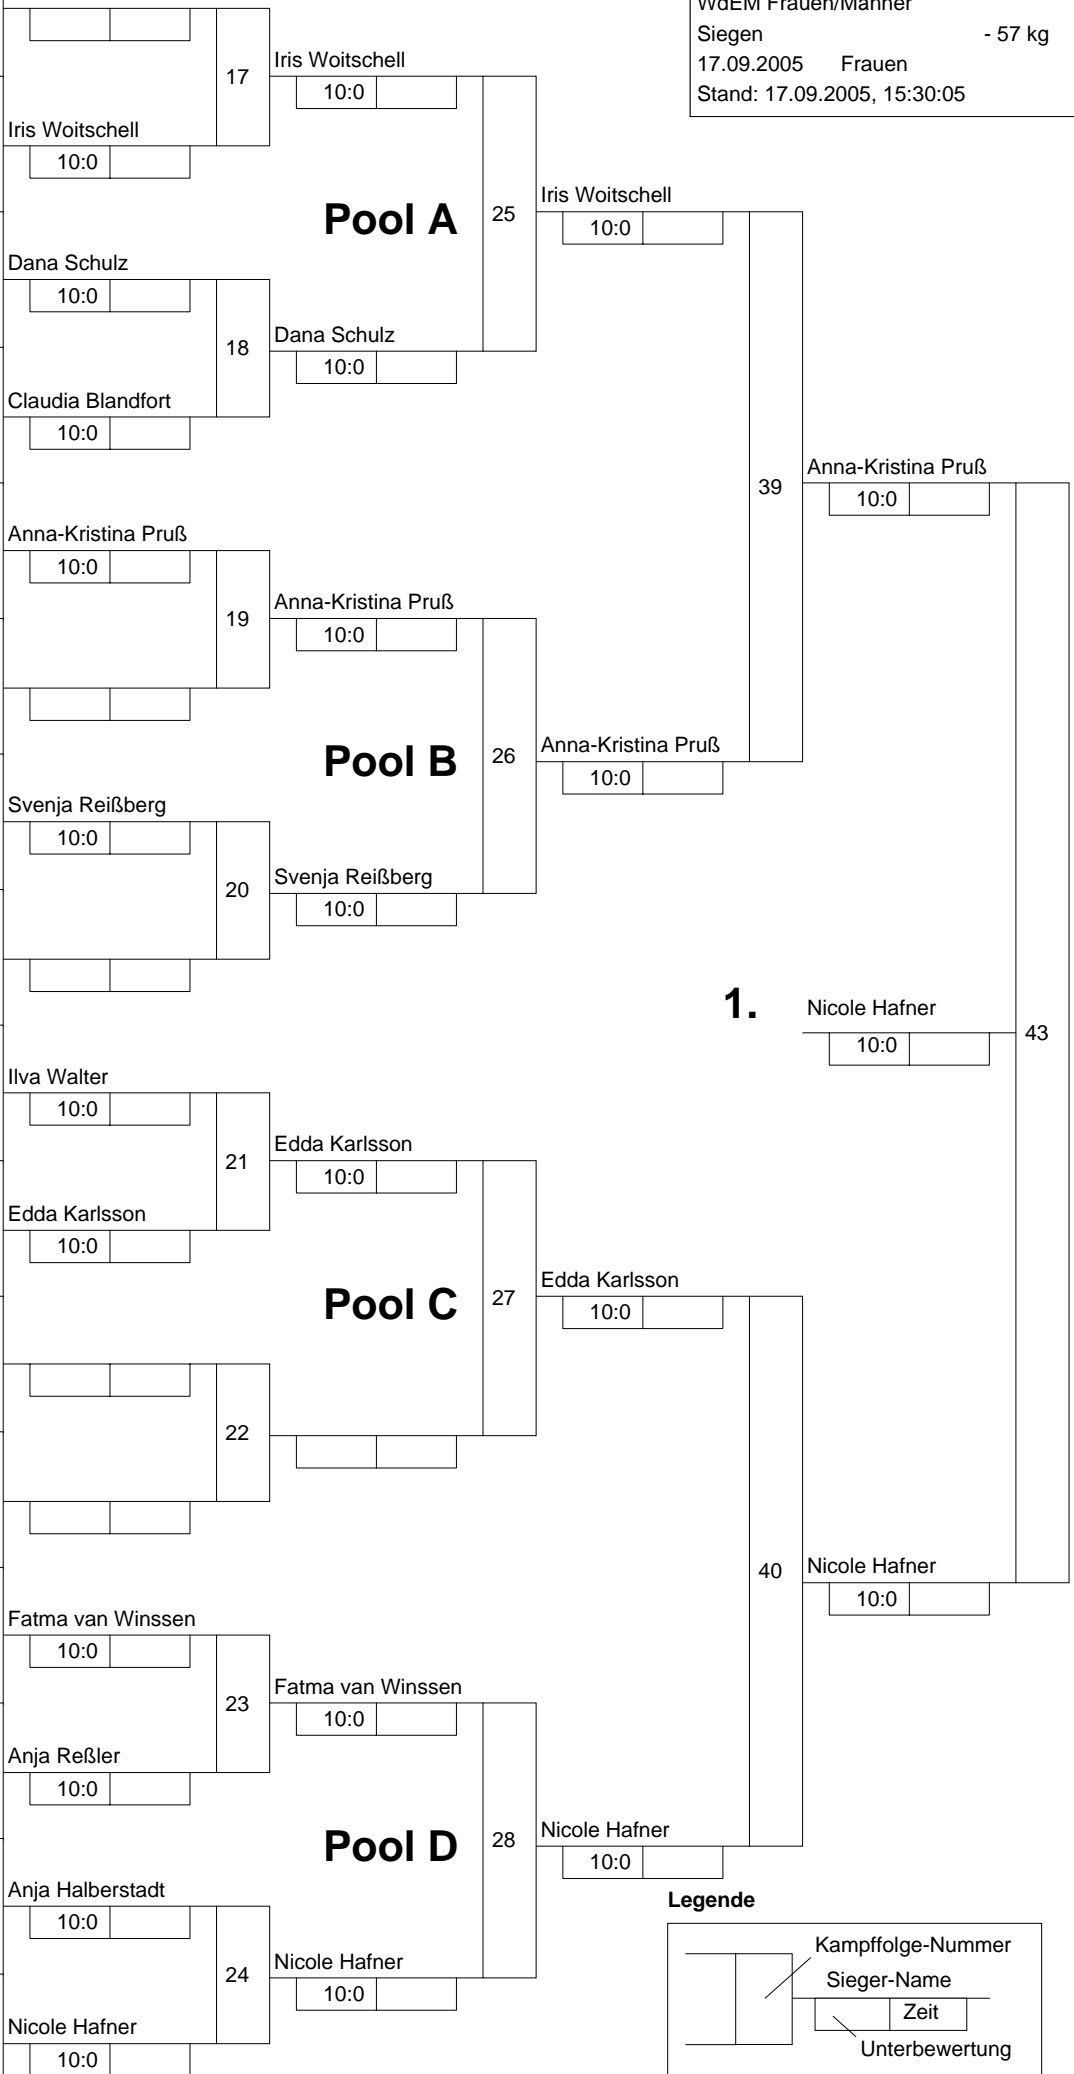 WdEM Frauen/Männer
Siegen - 57 kg
17.09.2005 Frauen
Stand: 17.09.2005, 15:30:05
17
Iris Woitschell
10:0
Iris Woitschell
10:0
Pool A
25
Iris Woitschell
10:0
Dana Schulz
10:0
18
Dana Schulz
10:0
Claudia Blandfort
10:0
39
Anna-Kristina Pruß
10:0
Anna-Kristina Pruß
10:0
19
Anna-Kristina Pruß
10:0
Pool B
26
Anna-Kristina Pruß
10:0
Svenja Reißberg
10:0
20
Svenja Reißberg
10:0
1.
Nicole Hafner
10:0
43
Ilva Walter
10:0
21
Edda Karlsson
10:0
Edda Karlsson
10:0
Pool C
27
Edda Karlsson
10:0
22
40
Nicole Hafner
10:0
Fatma van Winssen
10:0
23
Fatma van Winssen
10:0
Anja Reßler
10:0
Pool D
28
Nicole Hafner
10:0
Anja Halberstadt
10:0
24
Nicole Hafner
10:0
Nicole Hafner
10:0
Legende
Kampffolge-Nummer
Sieger-Name
Zeit
Unterbewertung